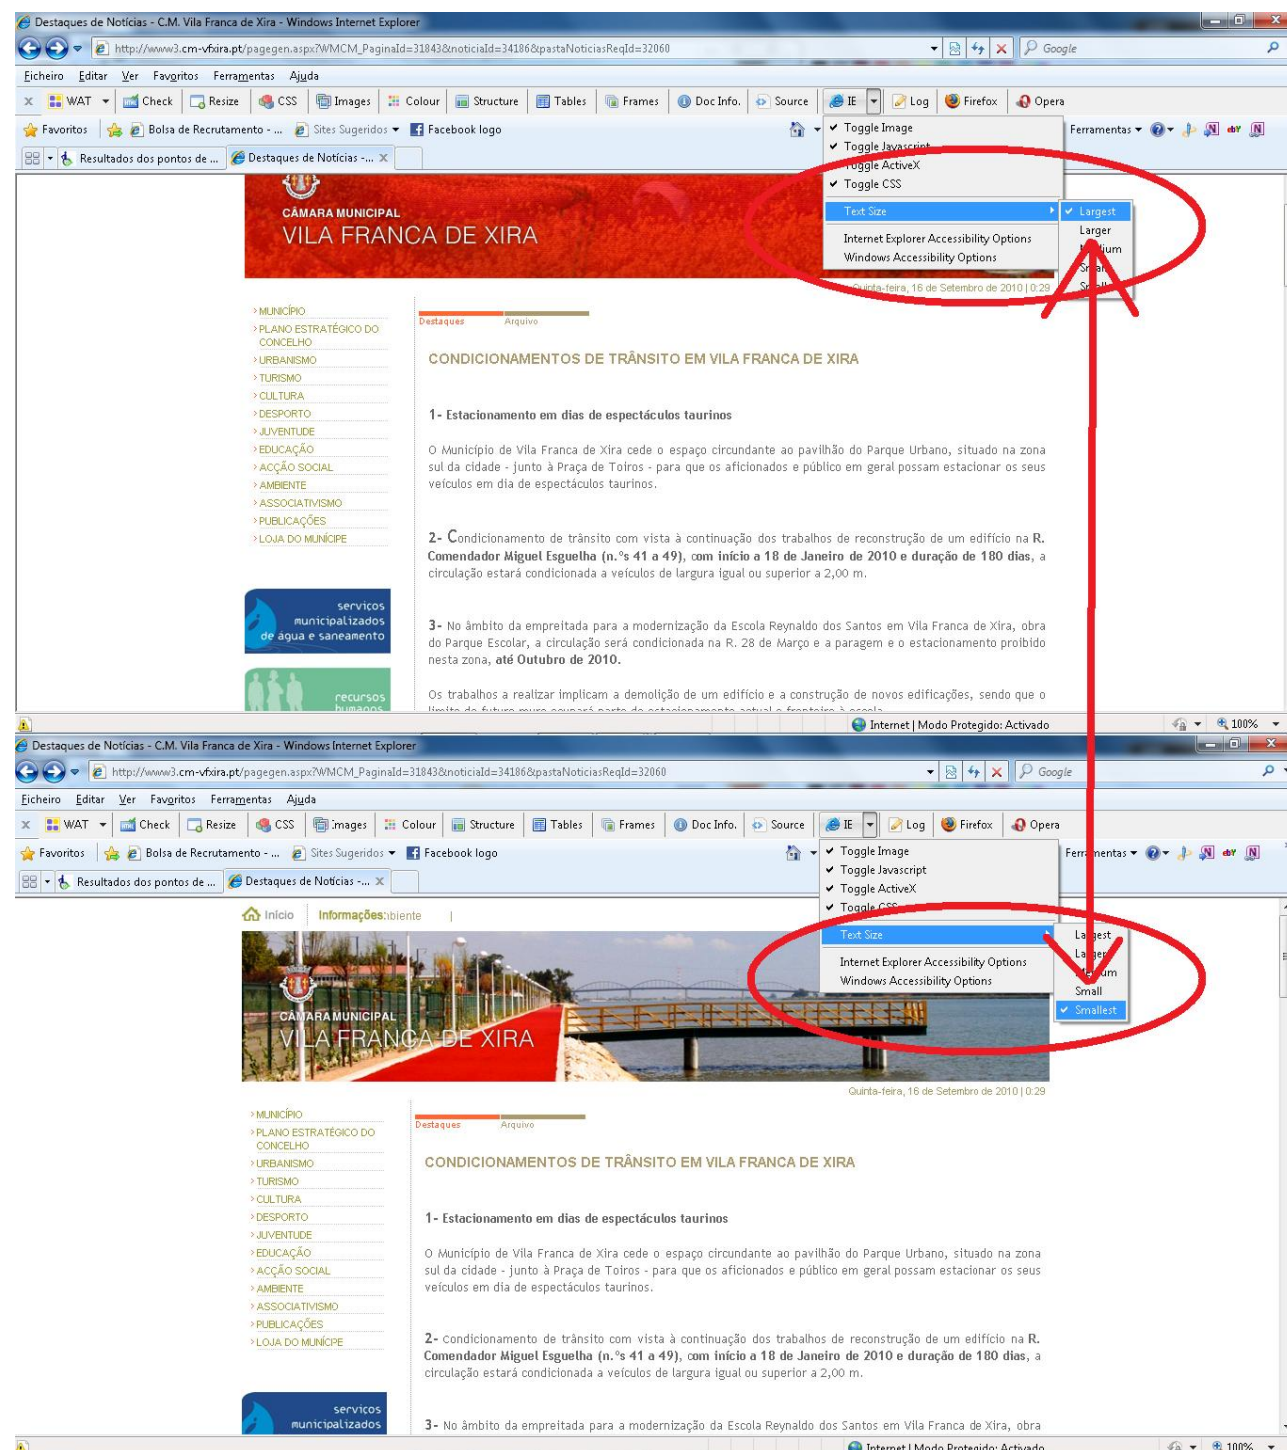 Destaques de Notícias - C.M. Vila Franca de Xira - Windows Internet Explorer
http://www3.cm-vfxira.pt/pagegen.aspx?WMCM_PaginaId=31843&noticiaId=34186&pastaNoticiasReqId=32060
Google
Ficheiro Editar Ver Favoritos Ferramentas Ajuda
x WAT Check Resize CSS Images Colour Structure Tables Frames Doc Info. Source IE Log Firefox Opera
Favoritos Bolsa de Recrutamento - ... Sites Sugeridos Facebook logo Ferramentas
Resultados dos pontos de ... Destaques de Notícias -... X
Toggle Image
Toggle Javascript
Toggle ActiveX
Toggle CSS
Text Size
Internet Explorer Accessibility Options
Windows Accessibility Options
Largest
Larger
Medium
CÂMARA MUNICIPAL
VILA FRANCA DE XIRA
Quinta-feira, 16 de Setembro de 2010 | 0:29
> MUNICÍPIO
> PLANO ESTRATÉGICO DO
CONCELHO
> URBANISMO
> TURISMO
> CULTURA
> DESPORTO
> JUVENTUDE
> EDUCAÇÃO
> ACÇÃO SOCIAL
> AMBIENTE
> ASSOCIATIVISMO
> PUBLICAÇÕES
> LOJA DO MUNÍCIPE
serviços
municipalizados
de água e saneamento
recursos
humanos
Destaques Arquivo
CONDICIONAMENTOS DE TRÂNSITO EM VILA FRANCA DE XIRA
1- Estacionamento em dias de espectáculos taurinos
O Município de Vila Franca de Xira cede o espaço circundante ao pavilhão do Parque Urbano, situado na zona
sul da cidade - junto à Praça de Toiros - para que os aficionados e público em geral possam estacionar os seus
veículos em dia de espectáculos taurinos.
2- Condicionamento de trânsito com vista à continuação dos trabalhos de reconstrução de um edifício na R.
Comendador Miguel Esguelha (n.ºs 41 a 49), com início a 18 de Janeiro de 2010 e duração de 180 dias, a
circulação estará condicionada a veículos de largura igual ou superior a 2,00 m.
3- No âmbito da empreitada para a modernização da Escola Reynaldo dos Santos em Vila Franca de Xira, obra
do Parque Escolar, a circulação será condicionada na R. 28 de Março e a paragem e o estacionamento proibido
nesta zona, até Outubro de 2010.
Os trabalhos a realizar implicam a demolição de um edifício e a construção de novos edificações, sendo que o
limite do futuro muro ocupará parte do estacionamento actual e fronteiro à escola
Internet | Modo Protegido: Activado 100%
Destaques de Notícias - C.M. Vila Franca de Xira - Windows Internet Explorer
http://www3.cm-vfxira.pt/pagegen.aspx?WMCM_PaginaId=31843&noticiaId=34186&pastaNoticiasReqId=32060
Google
Ficheiro Editar Ver Favoritos Ferramentas Ajuda
x WAT Check Resize CSS Images Colour Structure Tables Frames Doc Info. Source IE Log Firefox Opera
Favoritos Bolsa de Recrutamento - ... Sites Sugeridos Facebook logo Ferramentas
Resultados dos pontos de ... Destaques de Notícias -... X
Toggle Image
Toggle Javascript
Toggle ActiveX
Toggle CSS
Text Size
Internet Explorer Accessibility Options
Windows Accessibility Options
Largest
Larger
Medium
Small
Smallest
Início Informações: biente |
CÂMARA MUNICIPAL
VILA FRANCA DE XIRA
Quinta-feira, 16 de Setembro de 2010 | 0:29
> MUNICÍPIO
> PLANO ESTRATÉGICO DO
CONCELHO
> URBANISMO
> TURISMO
> CULTURA
> DESPORTO
> JUVENTUDE
> EDUCAÇÃO
> ACÇÃO SOCIAL
> AMBIENTE
> ASSOCIATIVISMO
> PUBLICAÇÕES
> LOJA DO MUNÍCIPE
serviços
municipalizados
Destaques Arquivo
CONDICIONAMENTOS DE TRÂNSITO EM VILA FRANCA DE XIRA
1- Estacionamento em dias de espectáculos taurinos
O Município de Vila Franca de Xira cede o espaço circundante ao pavilhão do Parque Urbano, situado na zona
sul da cidade - junto à Praça de Toiros - para que os aficionados e público em geral possam estacionar os seus
veículos em dia de espectáculos taurinos.
2- Condicionamento de trânsito com vista à continuação dos trabalhos de reconstrução de um edifício na R.
Comendador Miguel Esguelha (n.ºs 41 a 49), com início a 18 de Janeiro de 2010 e duração de 180 dias, a
circulação estará condicionada a veículos de largura igual ou superior a 2,00 m.
3- No âmbito da empreitada para a modernização da Escola Reynaldo dos Santos em Vila Franca de Xira, obra
Internet | Modo Protegido: Activado 100%